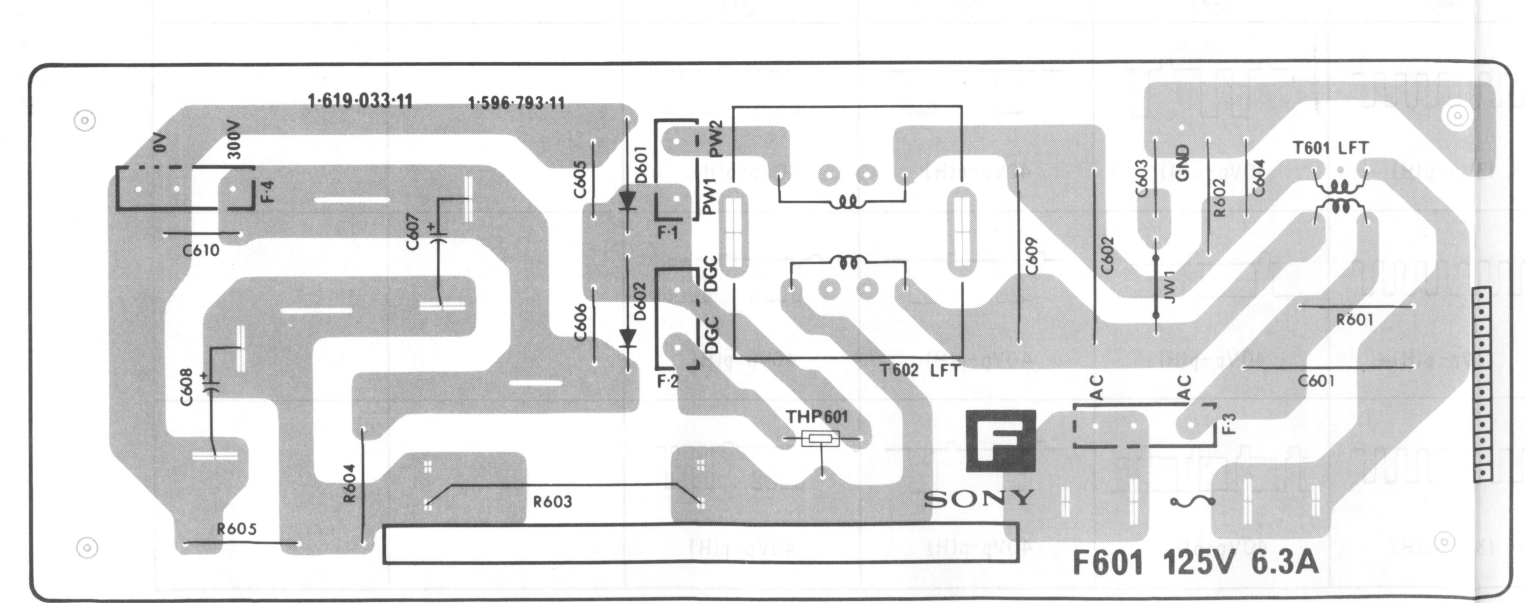 1-619-033-11
1-596-793-11
0V
300V
F-4
C610
C607
C608
C605
D601
PW2
PW1
F-1
C606
D602
DGC
DGC
F-2
T602 LFT
C609
C602
C603
GND
R602
C604
T601 LFT
JW1
R601
C601
AC
AC
F-3
THP601
R604
R603
R605
F
SONY
F601 125V 6.3A